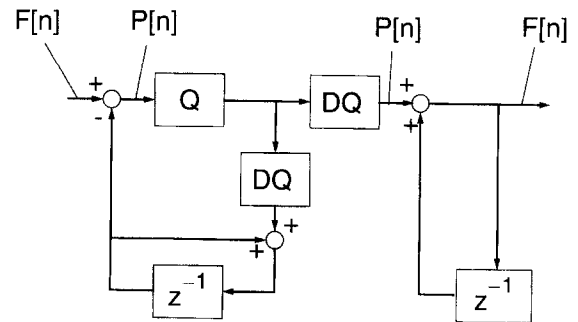 F[n] P[n] P[n] F[n]
+ + 
- Q DQ +
DQ
+
+
z⁻¹ z⁻¹